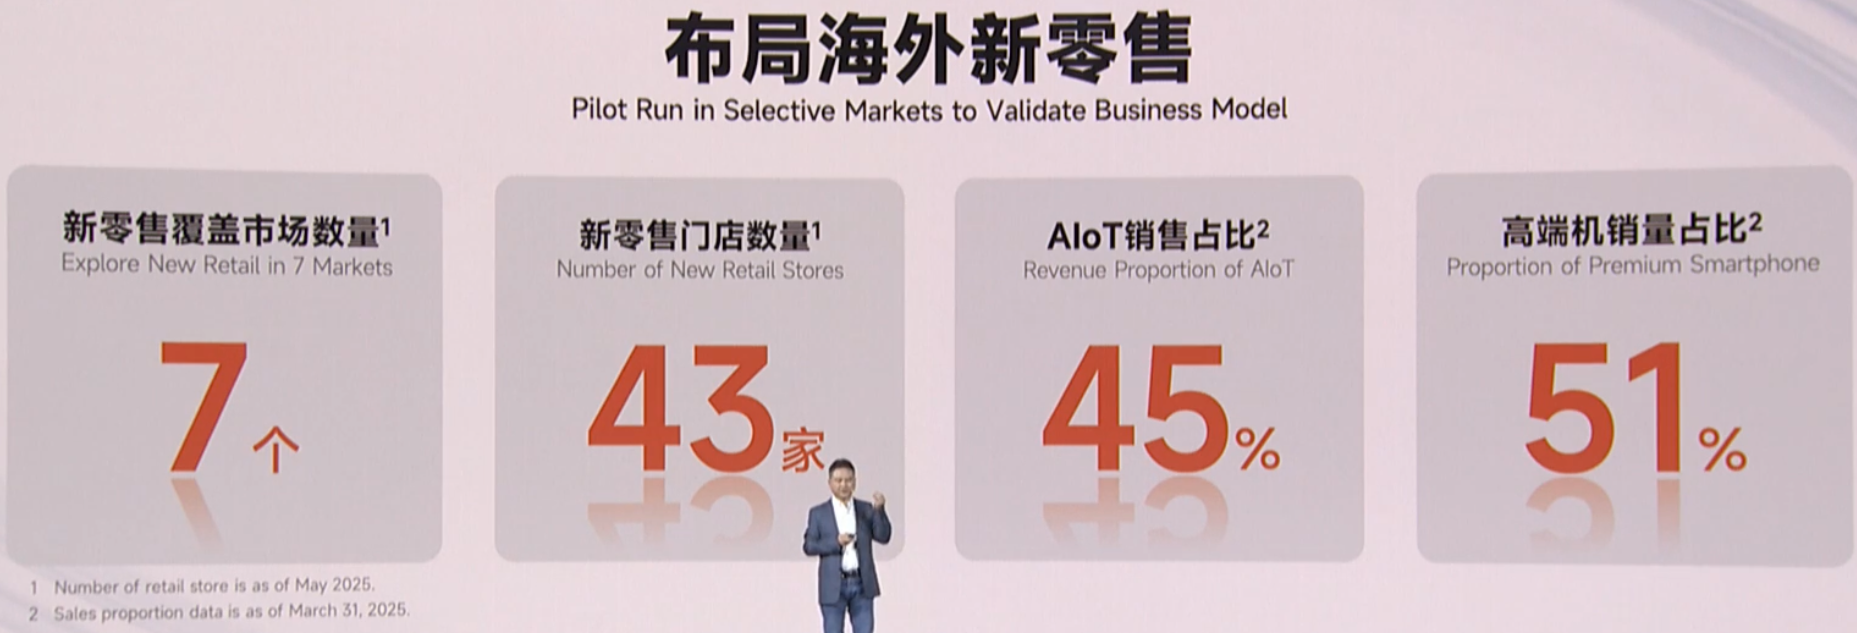 布局海外新零售
Pilot Run in Selective Markets to Validate Business Model
新零售覆盖市场数量1
Explore New Retail in 7 Markets
7个
新零售门店数量1
Number of New Retail Stores
43家
AIoT销售占比2
Revenue Proportion of AIoT
45%
高端机销量占比2
Proportion of Premium Smartphone
51%
1 Number of retail store is as of May 2025.
2 Sales proportion data is as of March 31, 2025.